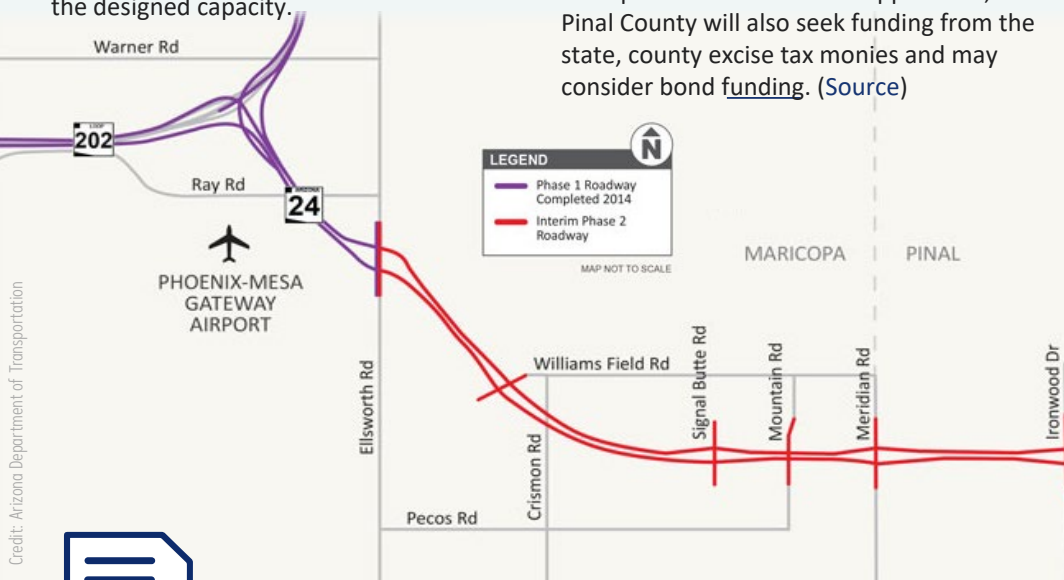 the designed capacity.
Pinal County will also seek funding from the
state, county excise tax monies and may
consider bond funding. (Source)
Warner Rd
LOOP
202
Ray Rd
ARIZONA
24
LEGEND
N
Phase 1 Roadway
Completed 2014
Interim Phase 2
Roadway
MAP NOT TO SCALE
MARICOPA
PINAL
PHOENIX-MESA
GATEWAY
AIRPORT
Ellsworth Rd
Williams Field Rd
Crismon Rd
Signal Butte Rd
Mountain Rd
Meridian Rd
Ironwood Dr
Pecos Rd
Credit: Arizona Department of Transportation